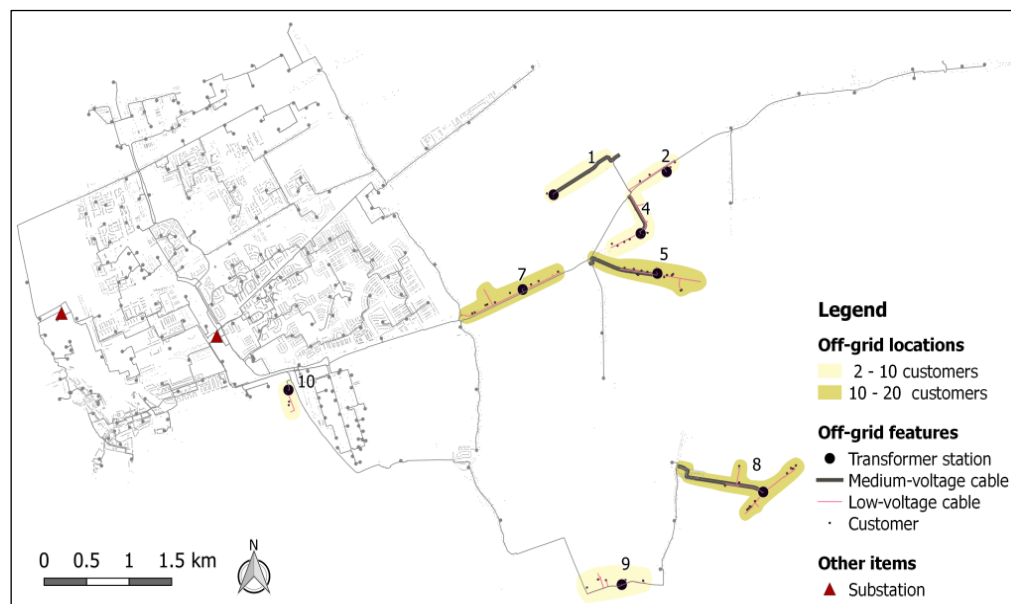 1
2
4
5
7
10
8
9
Legend
Off-grid locations
2 - 10 customers
10 - 20 customers
Off-grid features
Transformer station
Medium-voltage cable
Low-voltage cable
Customer
Other items
Substation
0 0.5 1 1.5 km
N